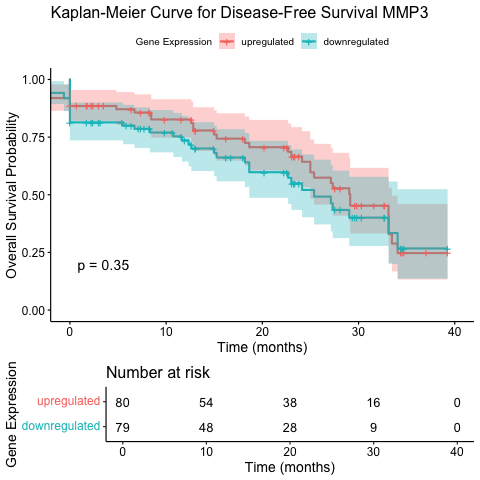 Kaplan-Meier Curve for Disease-Free Survival MMP3
Gene Expression upregulated downregulated
Overall Survival Probability
1.00
0.75
0.50
0.25
0.00
p = 0.35
0 10 20 30 40
Time (months)
Number at risk
Gene Expression
upregulated 80 54 38 16 0
downregulated 79 48 28 9 0
0 10 20 30 40
Time (months)